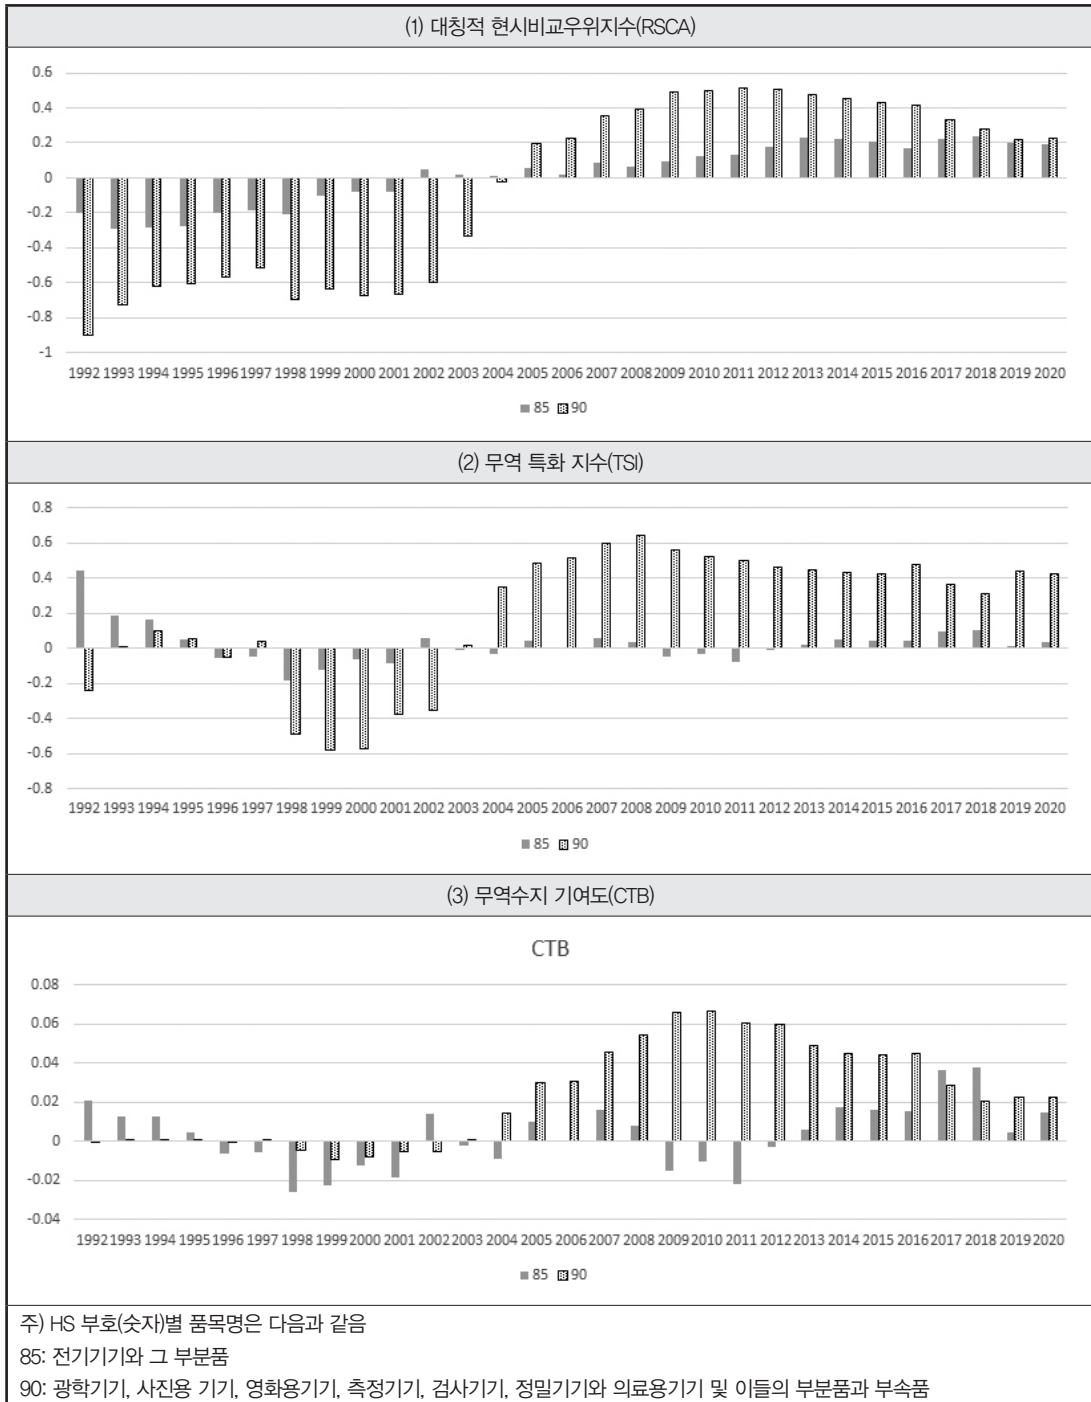 (1) 대칭적 현시비교우위지수(RSCA)
0.6
0.4
0.2
0
-0.2
-0.4
-0.6
-0.8
-1
1992 1993 1994 1995 1996 1997 1998 1999 2000 2001 2002 2003 2004 2005 2006 2007 2008 2009 2010 2011 2012 2013 2014 2015 2016 2017 2018 2019 2020
85 90
(2) 무역 특화 지수(TSI)
0.8
0.6
0.4
0.2
0
-0.2
-0.4
-0.6
-0.8
1992 1993 1994 1995 1996 1997 1998 1999 2000 2001 2002 2003 2004 2005 2006 2007 2008 2009 2010 2011 2012 2013 2014 2015 2016 2017 2018 2019 2020
85 90
(3) 무역수지 기여도(CTB)
CTB
0.08
0.06
0.04
0.02
0
-0.02
-0.04
1992 1993 1994 1995 1996 1997 1998 1999 2000 2001 2002 2003 2004 2005 2006 2007 2008 2009 2010 2011 2012 2013 2014 2015 2016 2017 2018 2019 2020
85 90
주) HS 부호(숫자)별 품목명은 다음과 같음
85: 전기기기와 그 부분품
90: 광학기기, 사진용 기기, 영화용기기, 측정기기, 검사기기, 정밀기기와 의료용기기 및 이들의 부분품과 부속품